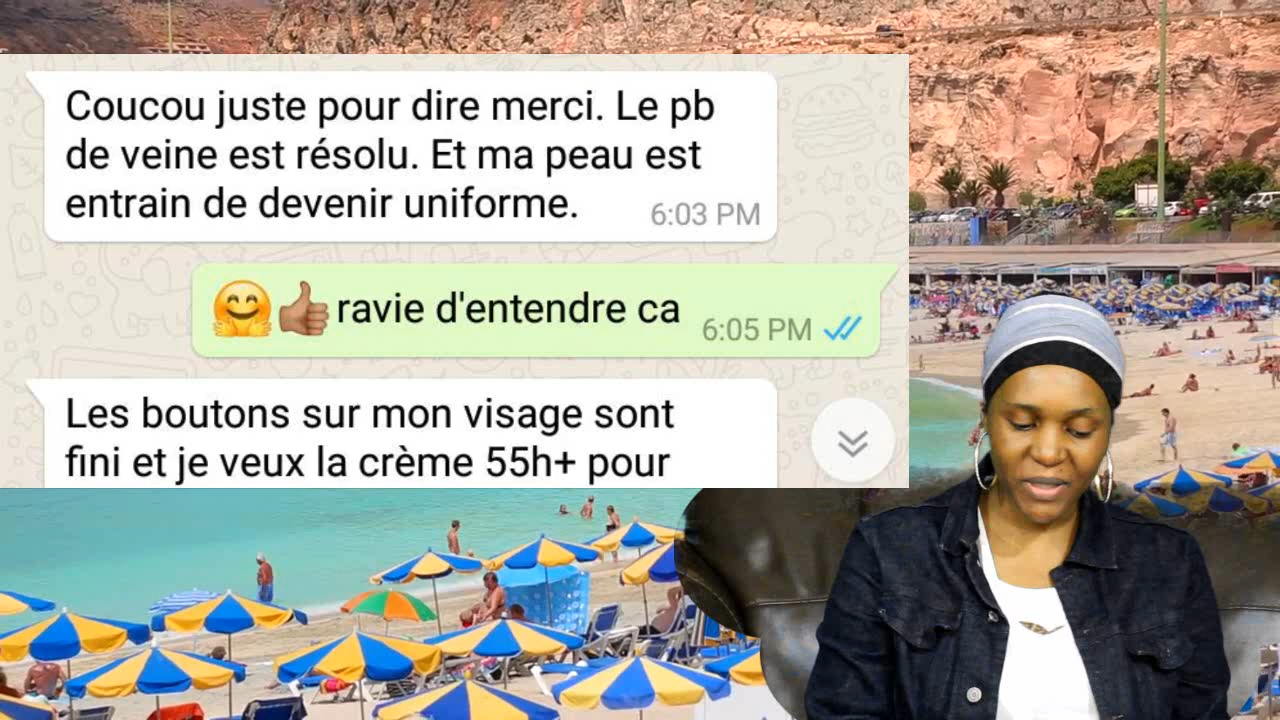 Coucou juste pour dire merci. Le pb
de veine est résolu. Et ma peau est
entrain de devenir uniforme.
6:03 PM
🤗👍🏽ravie d'entendre ca
6:05 PM
Les boutons sur mon visage sont
fini et je veux la crème 55h+ pour